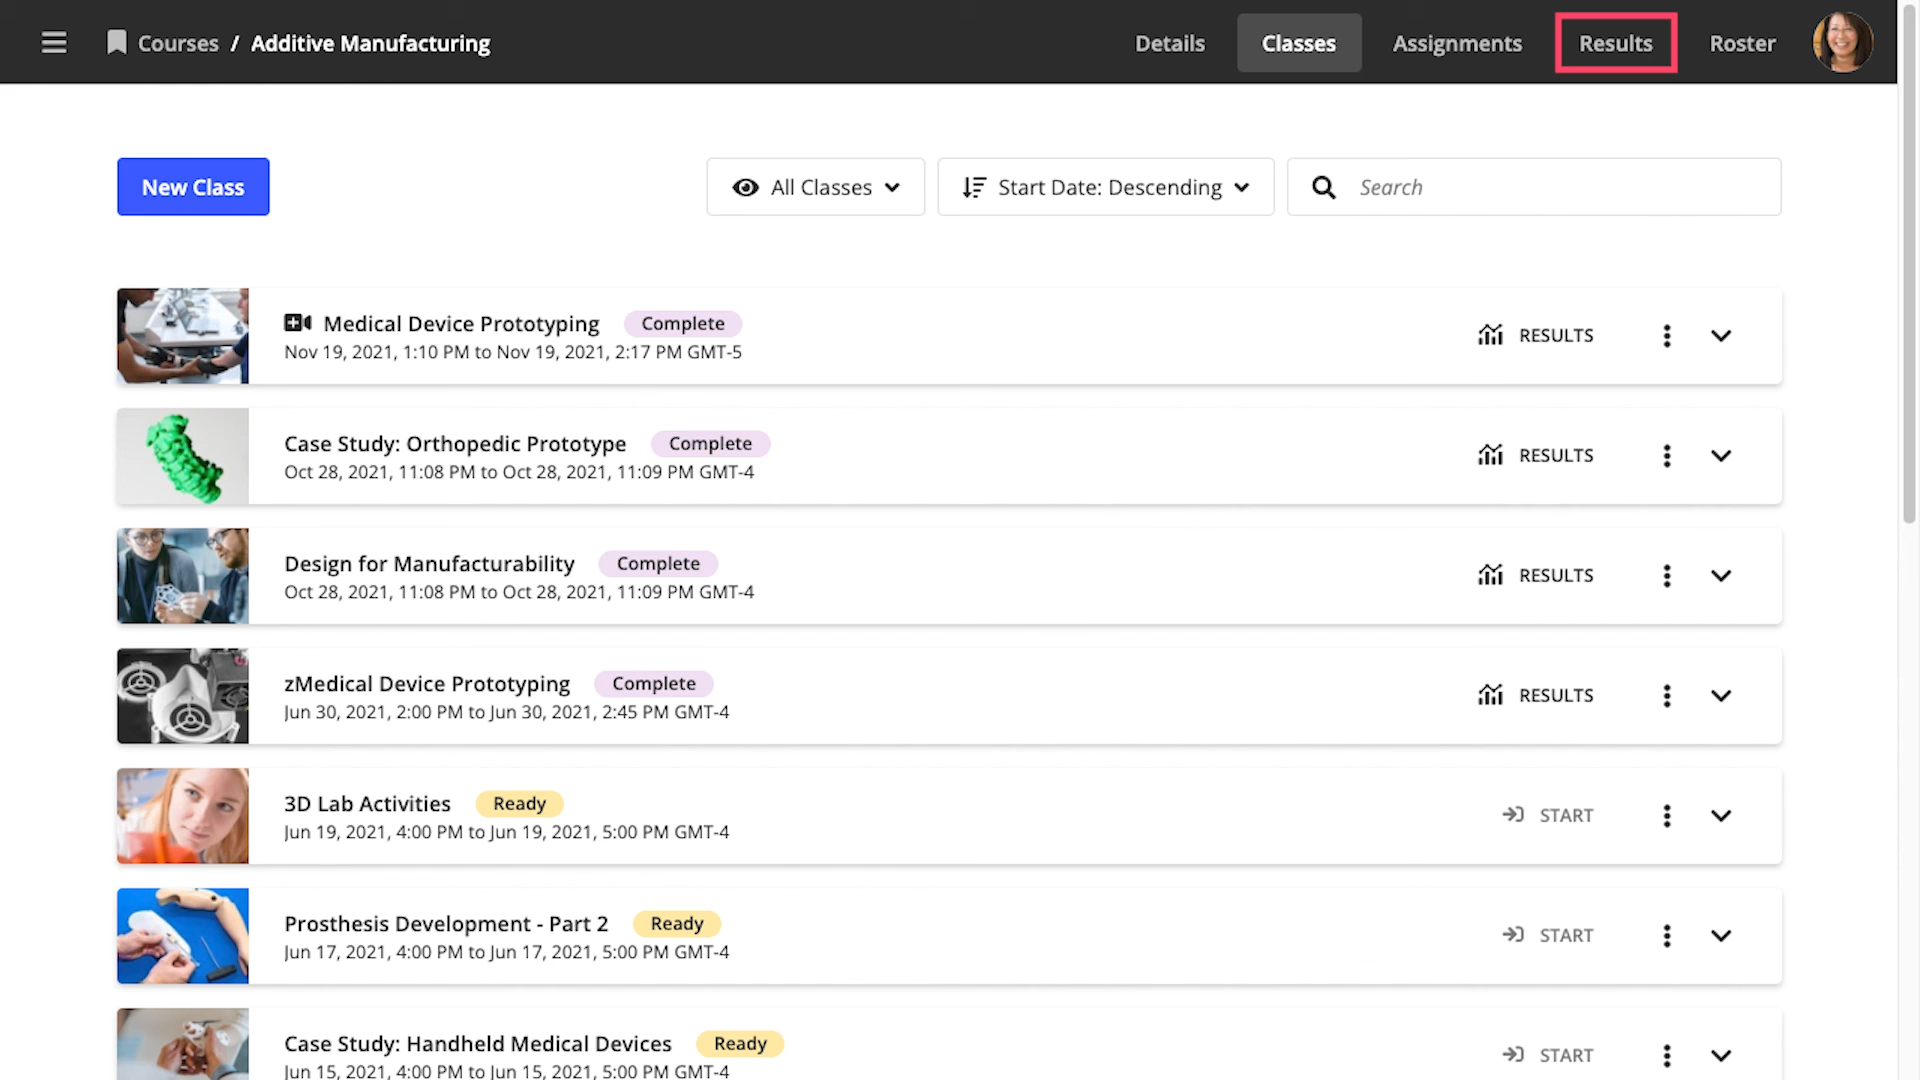 Courses / Additive Manufacturing
Details
Classes
Assignments
Results
Roster
New Class
All Classes
Start Date: Descending
Search
Medical Device Prototyping Complete
Nov 19, 2021, 1:10 PM to Nov 19, 2021, 2:17 PM GMT-5
RESULTS
Case Study: Orthopedic Prototype Complete
Oct 28, 2021, 11:08 PM to Oct 28, 2021, 11:09 PM GMT-4
RESULTS
Design for Manufacturability Complete
Oct 28, 2021, 11:08 PM to Oct 28, 2021, 11:09 PM GMT-4
RESULTS
zMedical Device Prototyping Complete
Jun 30, 2021, 2:00 PM to Jun 30, 2021, 2:45 PM GMT-4
RESULTS
3D Lab Activities Ready
Jun 19, 2021, 4:00 PM to Jun 19, 2021, 5:00 PM GMT-4
START
Prosthesis Development - Part 2 Ready
Jun 17, 2021, 4:00 PM to Jun 17, 2021, 5:00 PM GMT-4
START
Case Study: Handheld Medical Devices Ready
Jun 15, 2021, 4:00 PM to Jun 15, 2021, 5:00 PM GMT-4
START